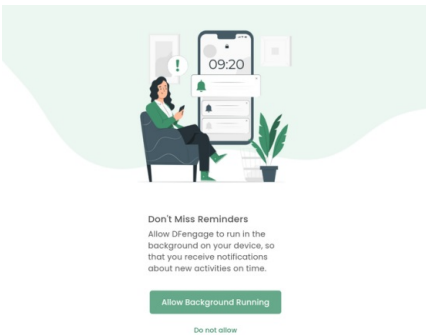 09:20
Don't Miss Reminders
Allow DFengage to run in the
background on your device, so
that you receive notifications
about new activities on time.
Allow Background Running
Do not allow